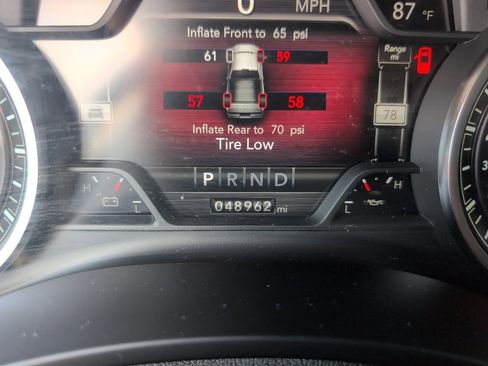 0 MPH 87 °F
Inflate Front to 65 psi
61 59
Range
mi
57 58
78
Inflate Rear to 70 psi
Tire Low
P R N D
H H
L 048962 mi L
3